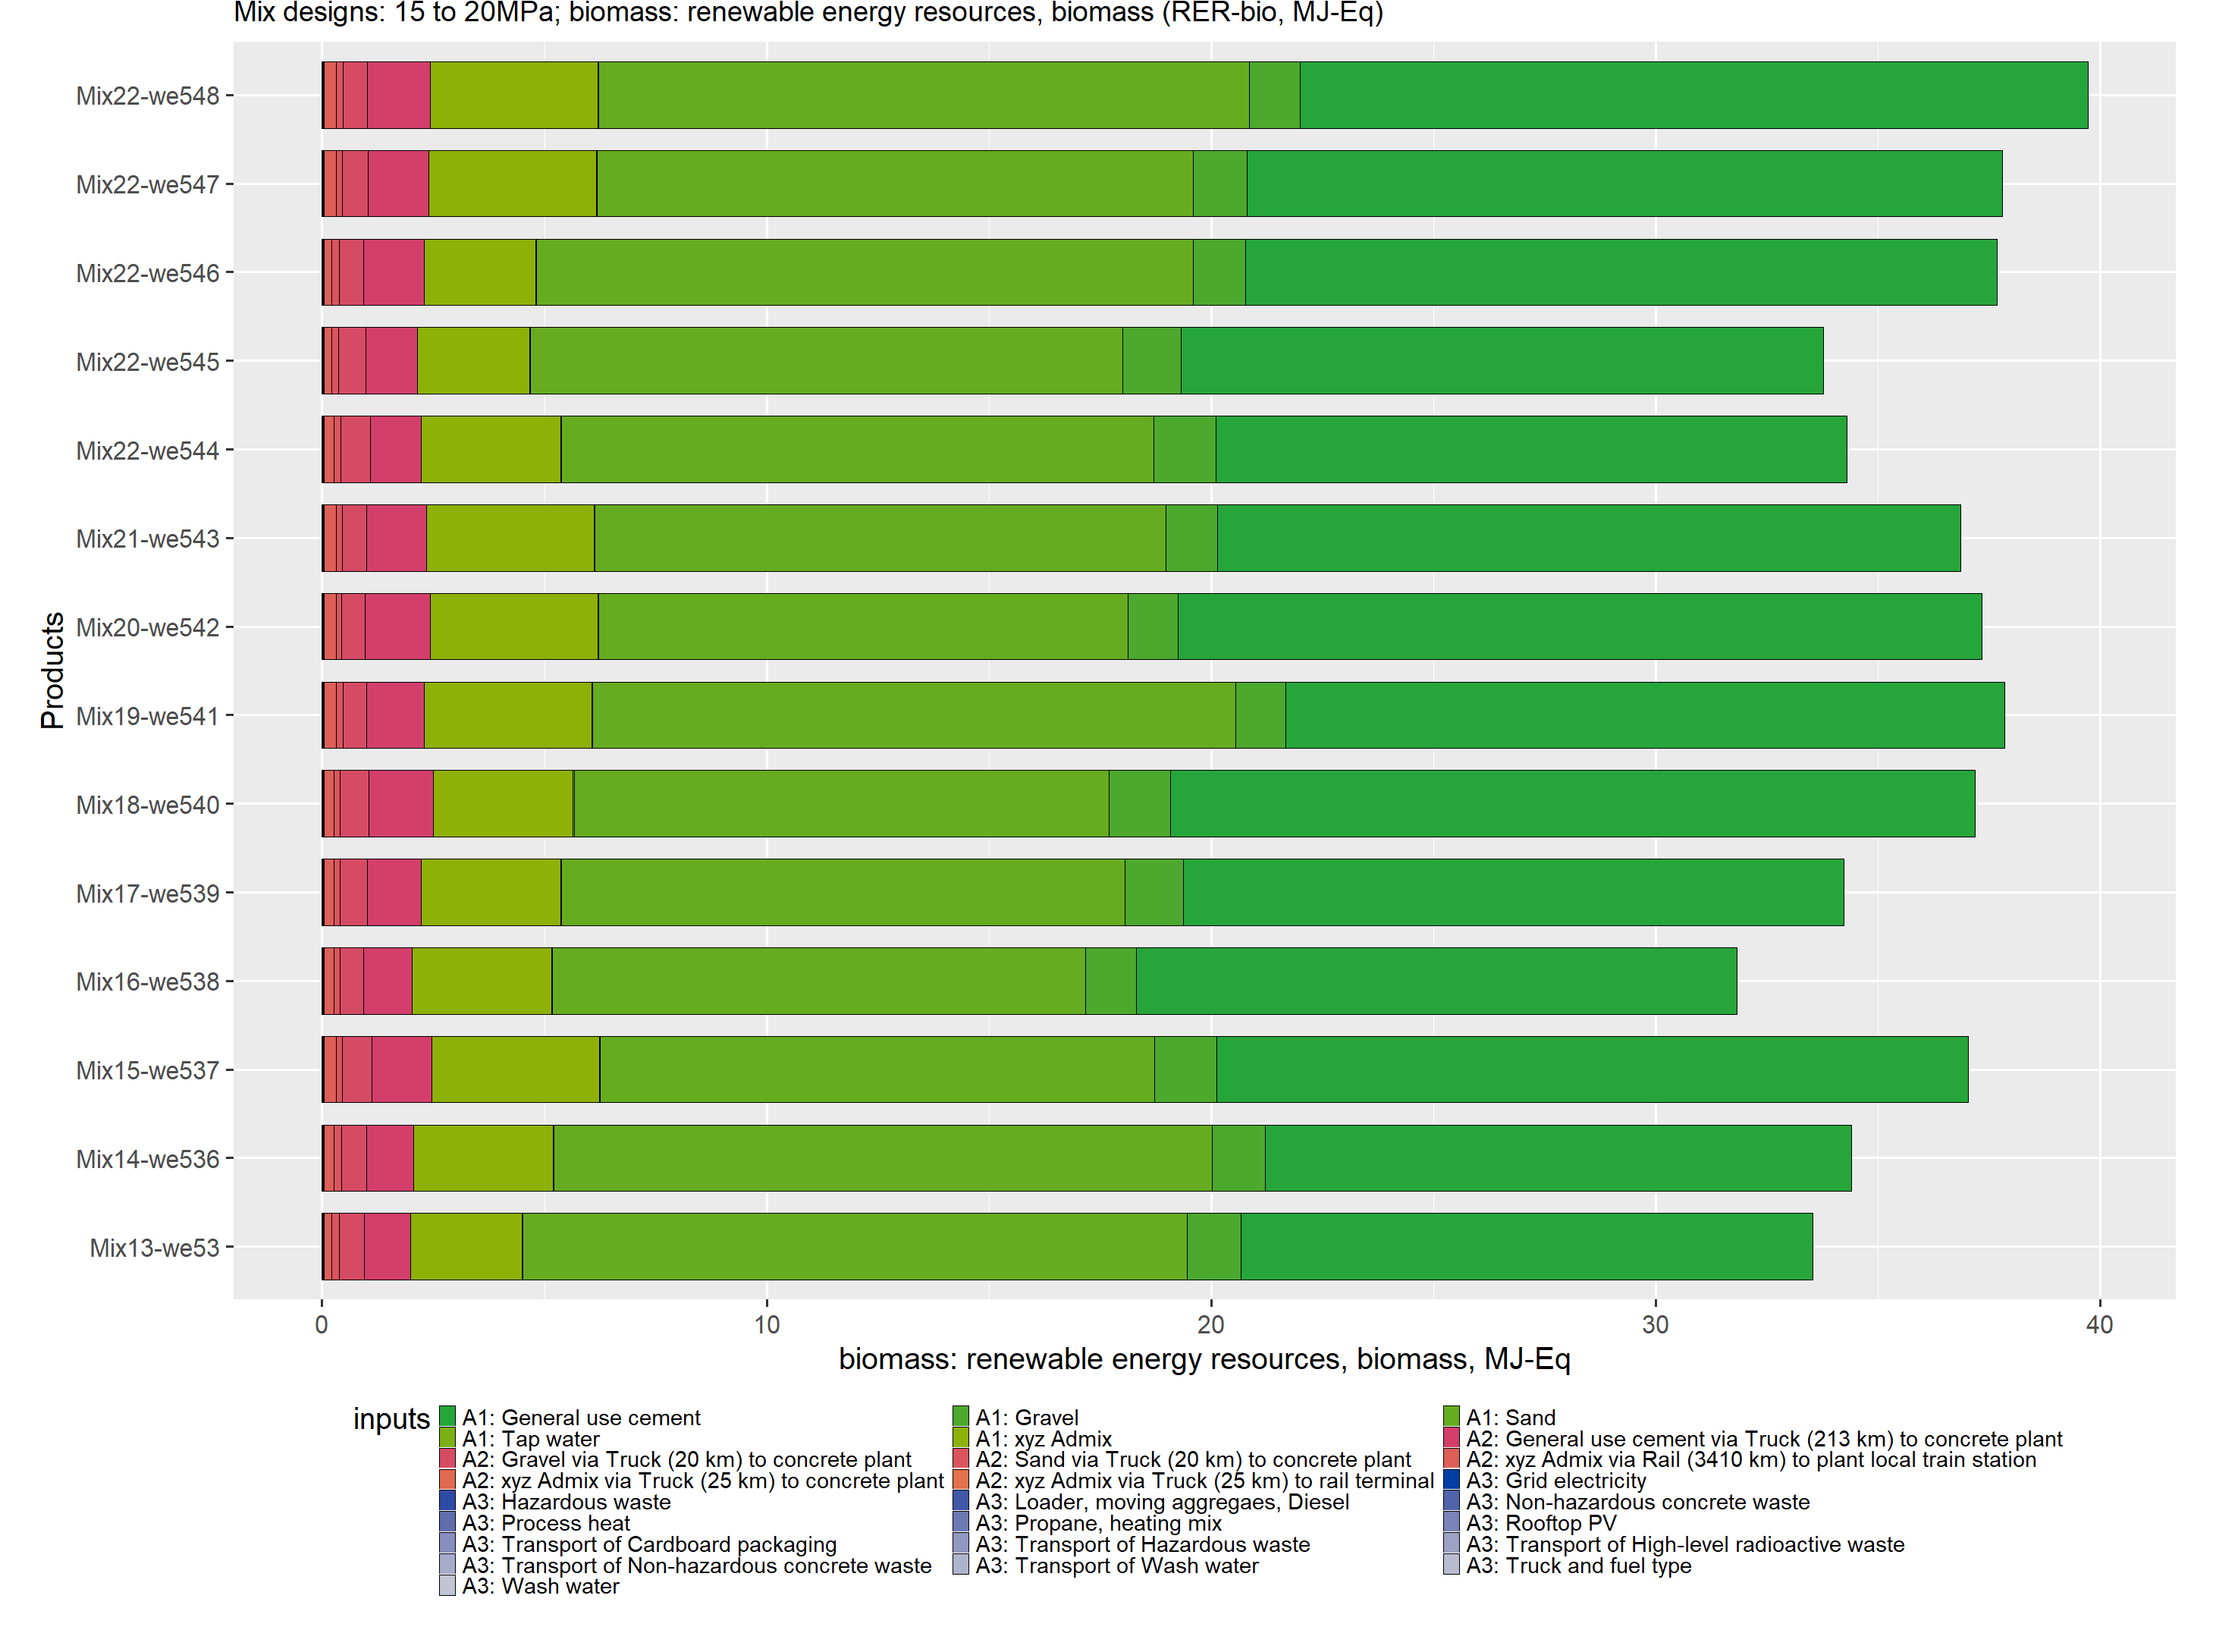 Mix designs: 15 to 20MPa; biomass: renewable energy resources, biomass (RER-bio, MJ-Eq)
Products
Mix22-we548
Mix22-we547
Mix22-we546
Mix22-we545
Mix22-we544
Mix21-we543
Mix20-we542
Mix19-we541
Mix18-we540
Mix17-we539
Mix16-we538
Mix15-we537
Mix14-we536
Mix13-we53
0 10 20 30 40
biomass: renewable energy resources, biomass, MJ-Eq
inputs
A1: General use cement A1: Gravel A1: Sand
A1: Tap water A1: xyz Admix A2: General use cement via Truck (213 km) to concrete plant
A2: Gravel via Truck (20 km) to concrete plant A2: Sand via Truck (20 km) to concrete plant A2: xyz Admix via Rail (3410 km) to plant local train station
A2: xyz Admix via Truck (25 km) to concrete plant A2: xyz Admix via Truck (25 km) to rail terminal A3: Grid electricity
A3: Hazardous waste A3: Loader, moving aggregaes, Diesel A3: Non-hazardous concrete waste
A3: Process heat A3: Propane, heating mix A3: Rooftop PV
A3: Transport of Cardboard packaging A3: Transport of Hazardous waste A3: Transport of High-level radioactive waste
A3: Transport of Non-hazardous concrete waste A3: Transport of Wash water A3: Truck and fuel type
A3: Wash water